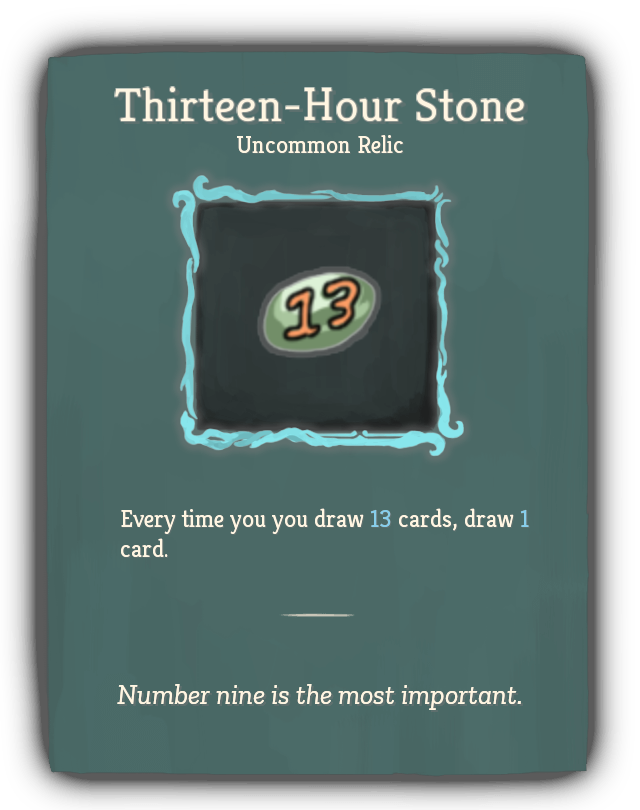 Thirteen-Hour Stone
Uncommon Relic
13
Every time you you draw 13 cards, draw 1
card.
Number nine is the most important.